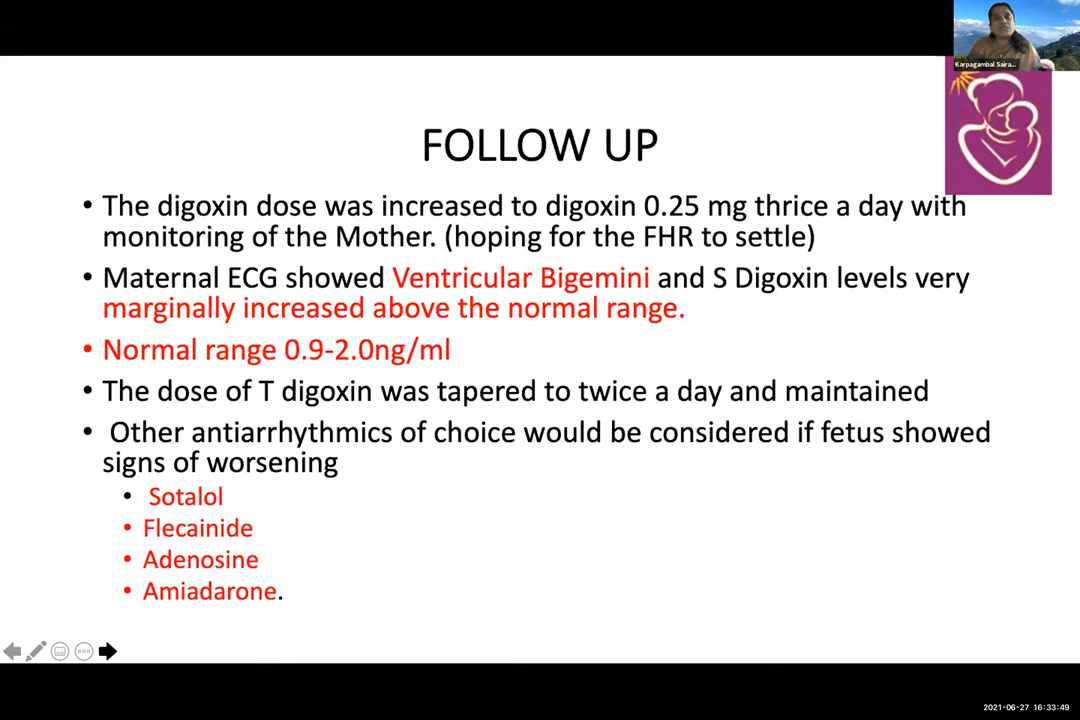 Karpagambal Saira...
FOLLOW UP
• The digoxin dose was increased to digoxin 0.25 mg thrice a day with
monitoring of the Mother. (hoping for the FHR to settle)
• Maternal ECG showed Ventricular Bigemini and S Digoxin levels very
marginally increased above the normal range.
• Normal range 0.9-2.0ng/ml
• The dose of T digoxin was tapered to twice a day and maintained
• Other antiarrhythmics of choice would be considered if fetus showed
signs of worsening
• Sotalol
• Flecainide
• Adenosine
• Amiadarone.
2021-06-27 16:33:49